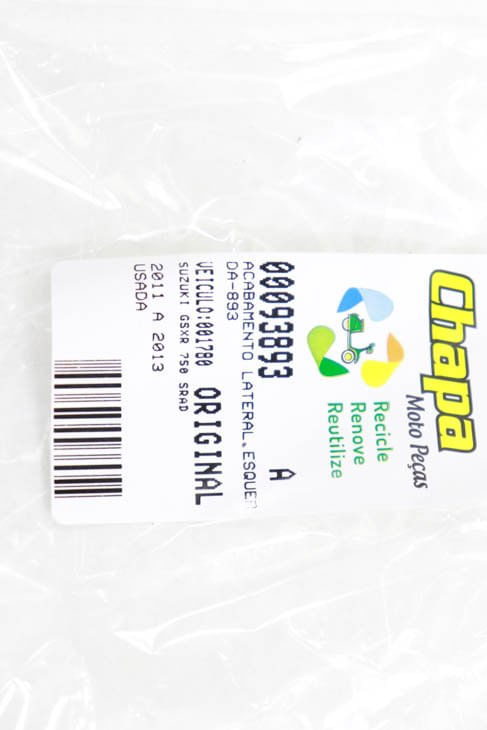 Chapa
Moto Peças
Recicle
Renove
Reutilize
00093893 A
ACABAMENTO LATERAL.ESQUER
DA-893
VEICULO:001780 ORIGINAL
SUZUKI GSXR 750 SRAD
2011 A 2013
USADA